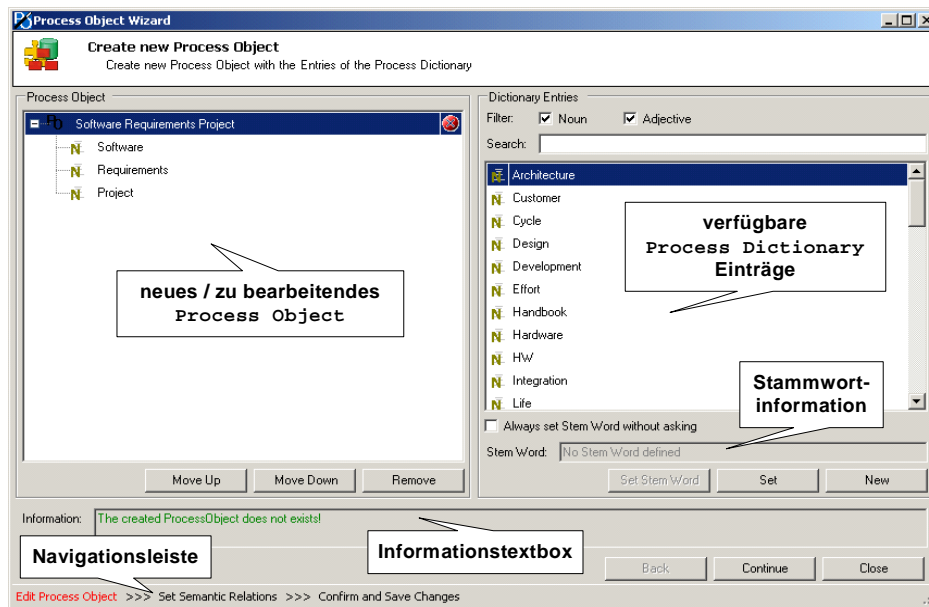 Process Object Wizard
Create new Process Object
Create new Process Object with the Entries of the Process Dictionary
Process Object
Software Requirements Project
Software
Requirements
Project
neues / zu bearbeitendes
Process Object
Move Up
Move Down
Remove
Dictionary Entries
Filter:
Noun
Adjective
Search:
Architecture
Customer
Cycle
Design
Development
Effort
Handbook
Hardware
HW
Integration
Life
verfügbare
Process Dictionary
Einträge
Stammwort-
information
Always set Stem Word without asking
Stem Word: No Stem Word defined
Set Stem Word
Set
New
Information: The created ProcessObject does not exists!
Navigationsleiste
Informationstextbox
Back
Continue
Close
Edit Process Object >>> Set Semantic Relations >>> Confirm and Save Changes